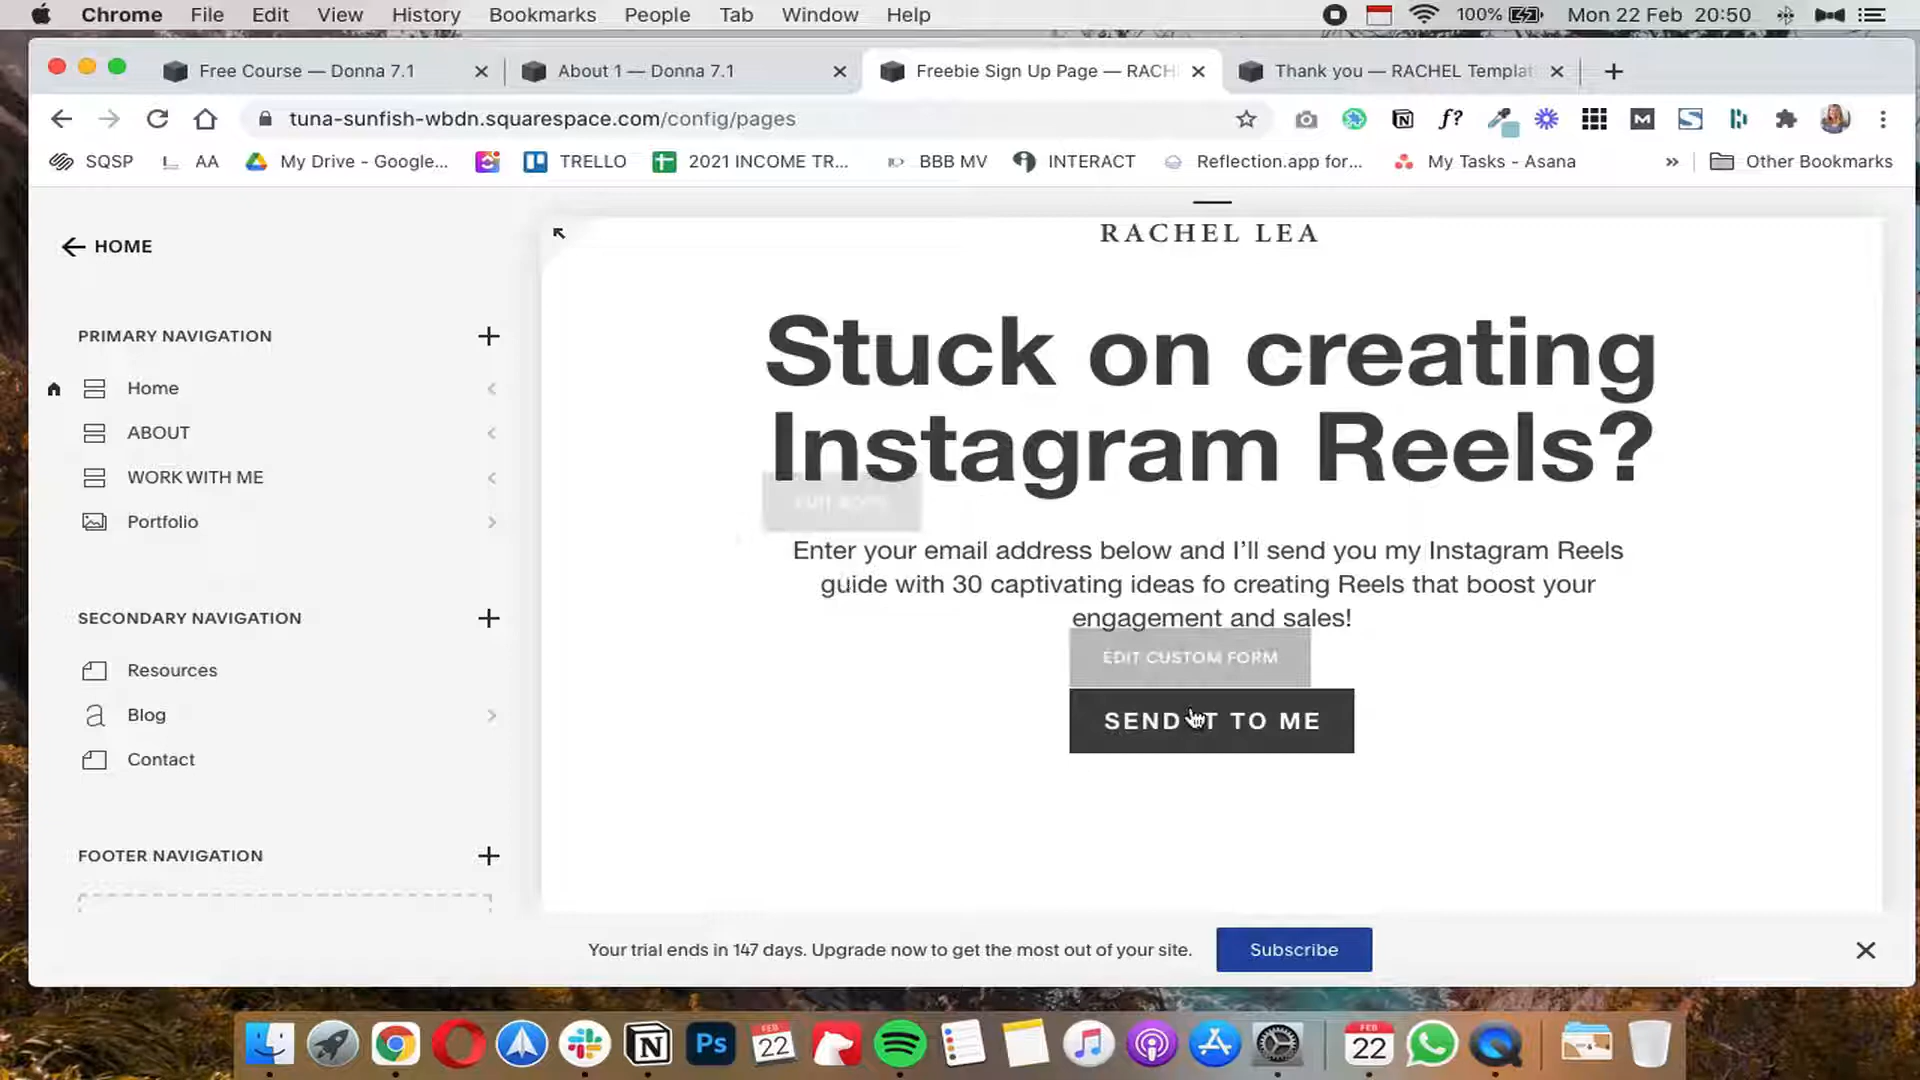 Chrome File Edit View History Bookmarks People Tab Window Help 100% Mon 22 Feb 20:50
Free Course — Donna 7.1 About 1 — Donna 7.1 Freebie Sign Up Page — RACH Thank you — RACHEL Templat
tuna-sunfish-wbdn.squarespace.com/config/pages
SQSP AA My Drive - Google... TRELLO 2021 INCOME TR... BBB MV INTERACT Reflection.app for... My Tasks - Asana » Other Bookmarks
HOME
PRIMARY NAVIGATION
Home
ABOUT
WORK WITH ME
Portfolio
SECONDARY NAVIGATION
Resources
Blog
Contact
FOOTER NAVIGATION
RACHEL LEA
Stuck on creating
Instagram Reels?
Enter your email address below and I’ll send you my Instagram Reels
guide with 30 captivating ideas fo creating Reels that boost your
engagement and sales!
EDIT CUSTOM FORM
SEND IT TO ME
Your trial ends in 147 days. Upgrade now to get the most out of your site. Subscribe
Ps FEB 22 FEB 22